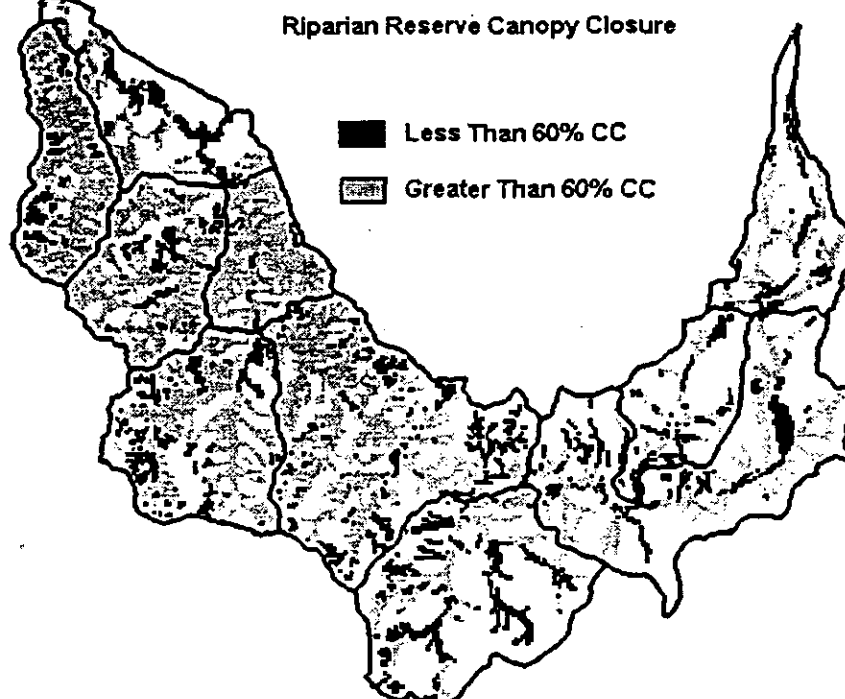 Riparian Reserve Canopy Closure
Less Than 60% CC
Greater Than 60% CC